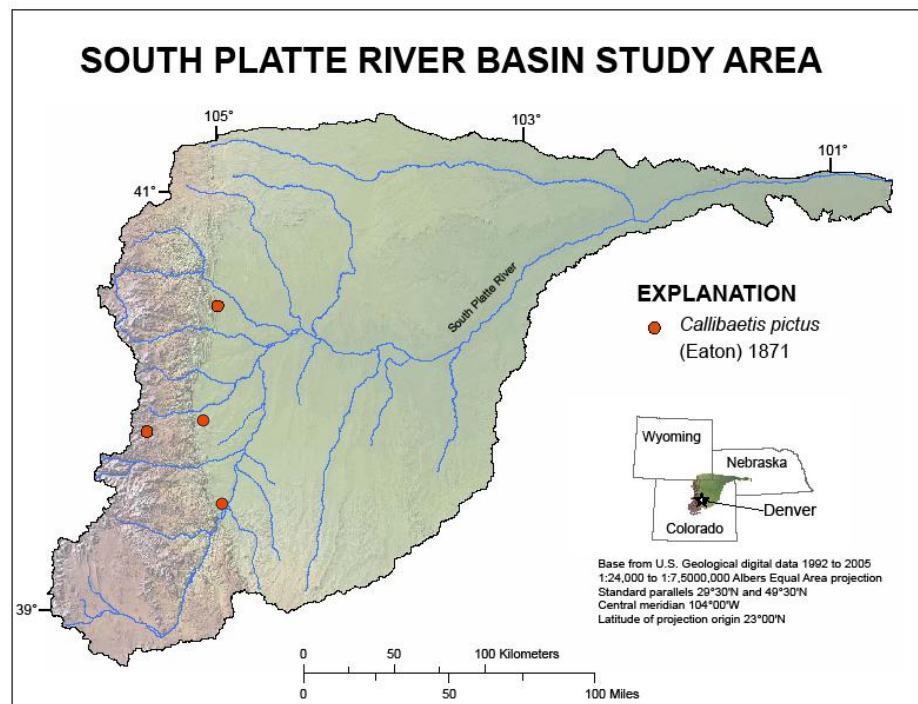 SOUTH PLATTE RIVER BASIN STUDY AREA
105°
103°
101°
41°
South Platte River
EXPLANATION
Callibaetis pictus
(Eaton) 1871
Wyoming
Nebraska
Denver
Colorado
39°
Base from U.S. Geological digital data 1992 to 2005
1:24,000 to 1:7,5000,000 Albers Equal Area projection
Standard parallels 29°30'N and 49°30'N
Central meridian 104°00'W
Latitude of projection origin 23°00'N
0 50 100 Kilometers
0 50 100 Miles